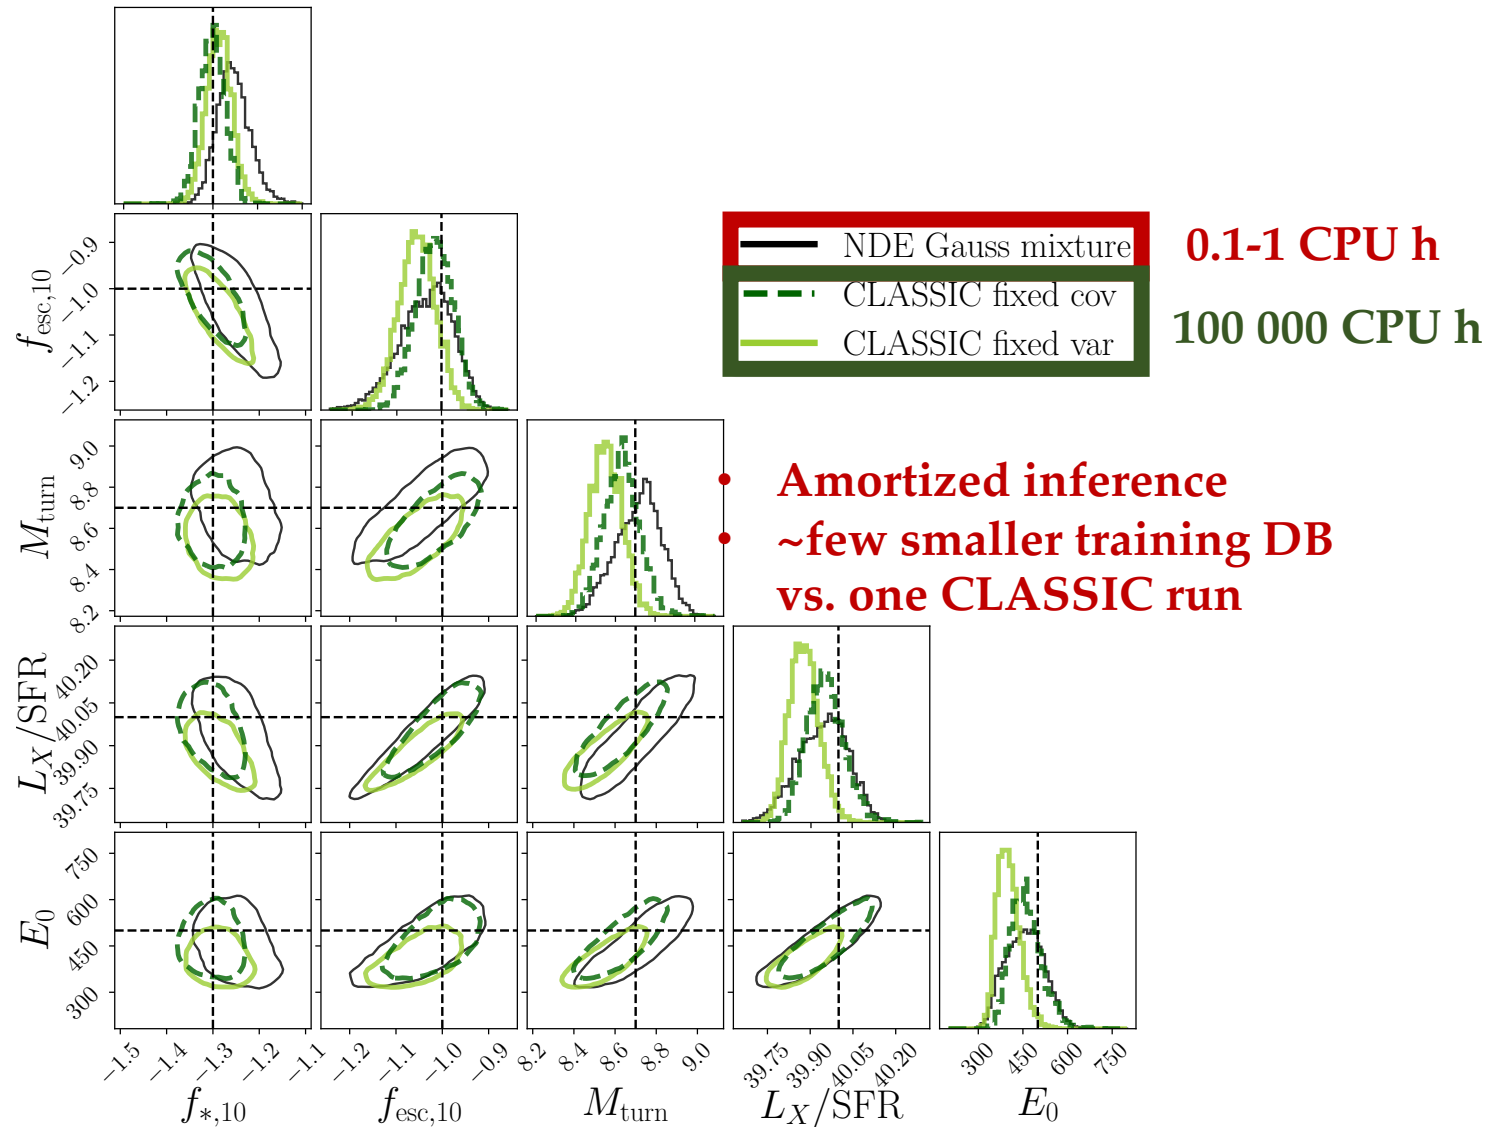 NDE Gauss mixture
CLASSIC fixed cov
CLASSIC fixed var
0.1-1 CPU h
100 000 CPU h
• Amortized inference
• ~few smaller training DB
vs. one CLASSIC run
f_esc,10
−0.9
−1.0
−1.1
−1.2
M_turn
9.0
8.8
8.6
8.4
8.2
L_X/SFR
40.20
40.05
39.90
39.75
E_0
750
600
450
300
−1.5 −1.4 −1.3 −1.2 −1.1
−1.2 −1.1 −1.0 −0.9
8.2 8.4 8.6 8.8 9.0
39.75 39.90 40.05 40.20
300 450 600 750
f_*,10 f_esc,10 M_turn L_X/SFR E_0